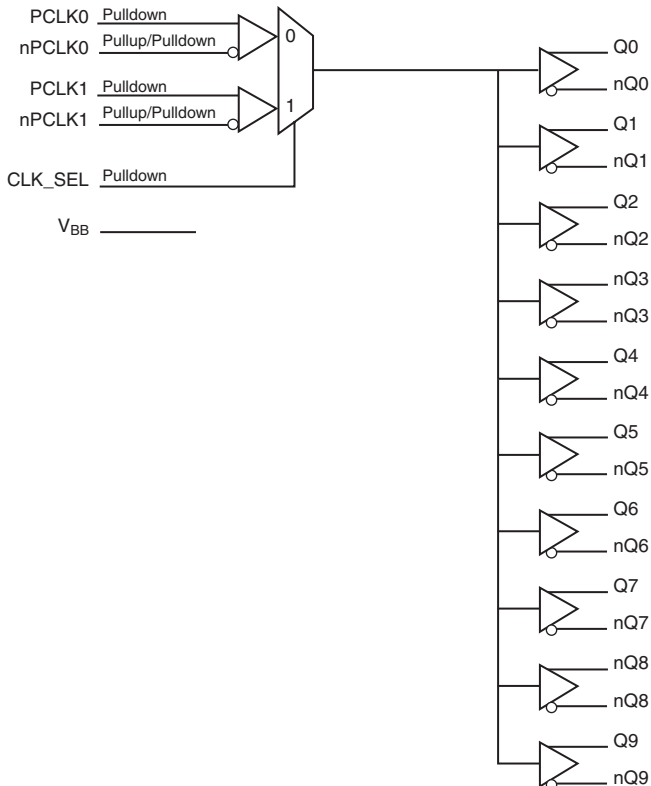 PCLK0 Pulldown
nPCLK0 Pullup/Pulldown
0
PCLK1 Pulldown
nPCLK1 Pullup/Pulldown
1
CLK_SEL Pulldown
VBB
Q0
nQ0
Q1
nQ1
Q2
nQ2
nQ3
nQ3
Q4
nQ4
Q5
nQ5
Q6
nQ6
Q7
nQ7
nQ8
nQ8
Q9
nQ9